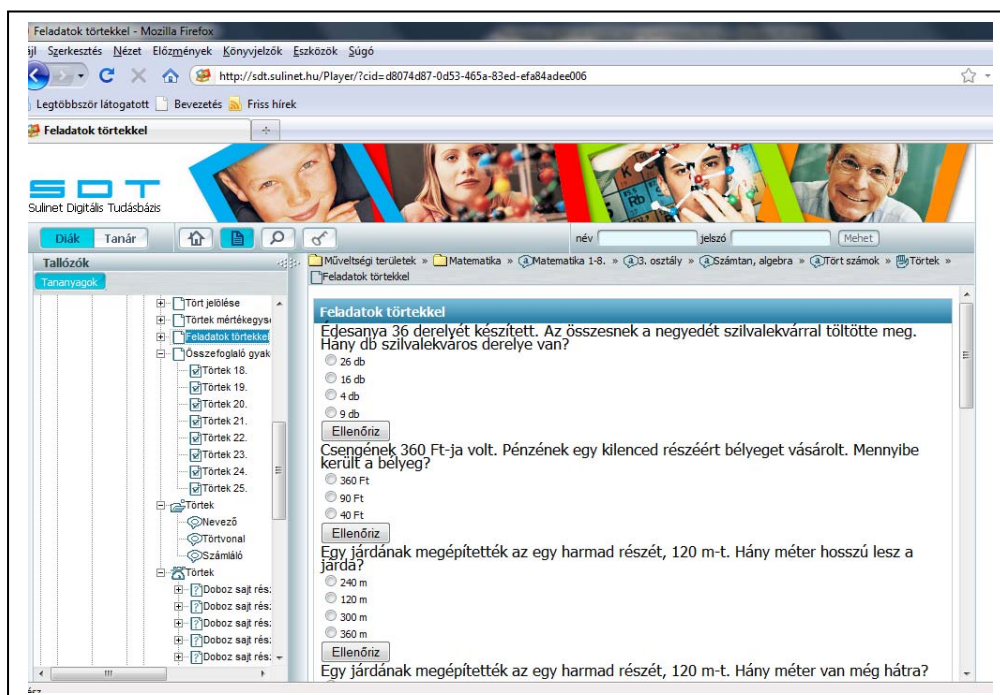 Feladatok törtekkel - Mozilla Firefox
ájl Szerkesztés Nézet Előzmények Könyvjelzők Eszközök Súgó
http://sdt.sulinet.hu/Player/?cid=d8074d87-0d53-465a-83ed-efa84adee006
Legtöbbször látogatott Bevezetés Friss hírek
Feladatok törtekkel
SDT
Sulinet Digitális Tudásbázis
Diák Tanár név jelszó Mehet
Tallózók
Tananyagok
Tört jelölése
Törtek mértékegysé
Feladatok törtekkel
Összefoglaló gyak
Törtek 18.
Törtek 19.
Törtek 20.
Törtek 21.
Törtek 22.
Törtek 23.
Törtek 24.
Törtek 25.
Törtek
Nevező
Törtvonal
Számláló
Törtek
Doboz sajt rés
Doboz sajt rés
Doboz sajt rés
Doboz sajt rés
Doboz sajt rés
Műveltségi területek » Matematika » Matematika 1-8. » 3. osztály » Számtan, algebra » Tört számok » Törtek »
Feladatok törtekkel
Feladatok törtekkel
Édesanya 36 derelyét készített. Az összesnek a negyedét szilvalekvárral töltötte meg.
Hány db szilvalekváros derelye van?
26 db
16 db
4 db
9 db
Ellenőriz
Csengének 360 Ft-ja volt. Pénzének egy kilenced részéért bélyeget vásárolt. Mennyibe
került a bélyeg?
360 Ft
90 Ft
40 Ft
Ellenőriz
Egy járdának megépítették az egy harmad részét, 120 m-t. Hány méter hosszú lesz a
járda?
240 m
120 m
300 m
360 m
Ellenőriz
Egy járdának megépítették az egy harmad részét, 120 m-t. Hány méter van még hátra?